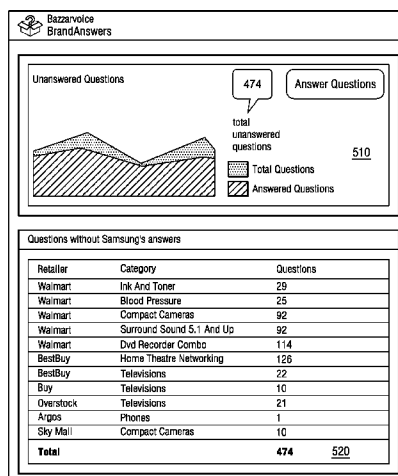 Bazzarvoice
BrandAnswers
Unanswered Questions
474
Answer Questions
total
unanswered
questions
510
Total Questions
Answered Questions
Questions without Samsung's answers
Retailer Category Questions
Walmart Ink And Toner 29
Walmart Blood Pressure 25
Walmart Compact Cameras 92
Walmart Surround Sound 5.1 And Up 92
Walmart Dvd Recorder Combo 114
BestBuy Home Theatre Networking 126
BestBuy Televisions 22
Buy Televisions 10
Overstock Televisions 21
Argos Phones 1
Sky Mall Compact Cameras 10
Total 474 520